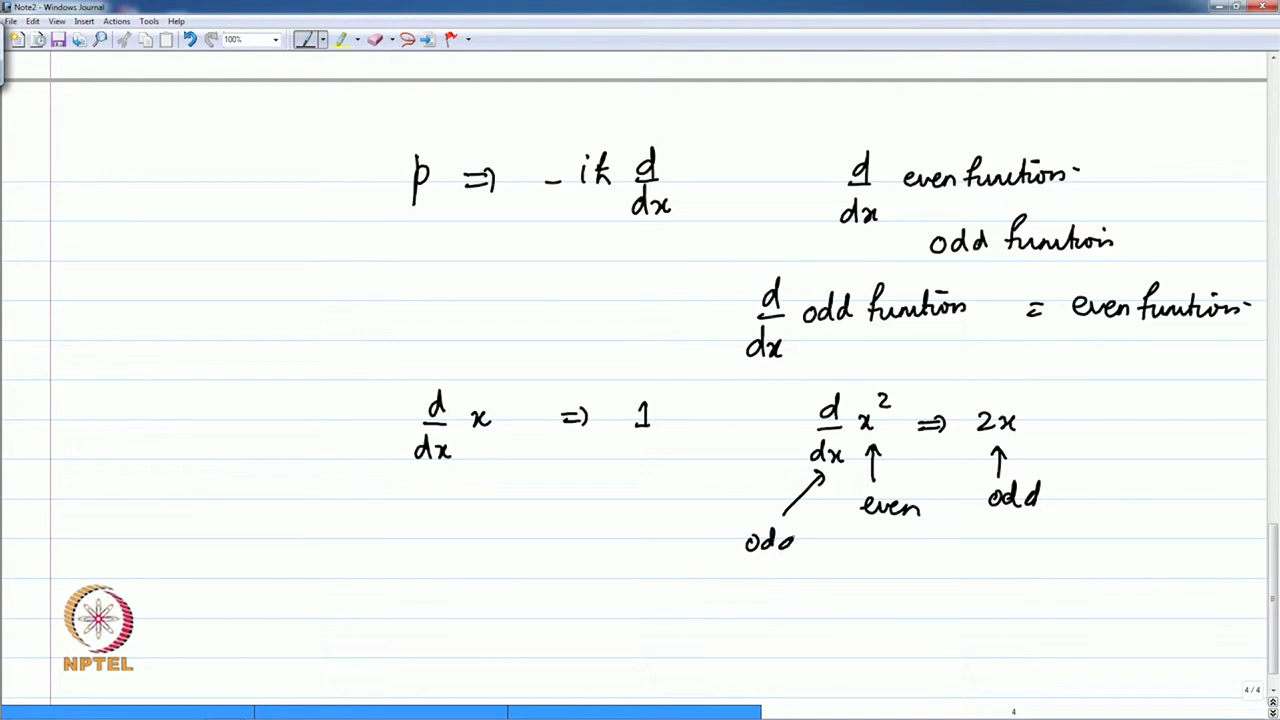 Note2 - Windows Journal
File Edit View Insert Actions Tools Help
100%
p ⇒ -iħ d/dx
d/dx even function
odd function
d/dx odd function = even function
d/dx x ⇒ 1
d/dx x² ⇒ 2x
even
odd
odd
NPTEL
4/4
4